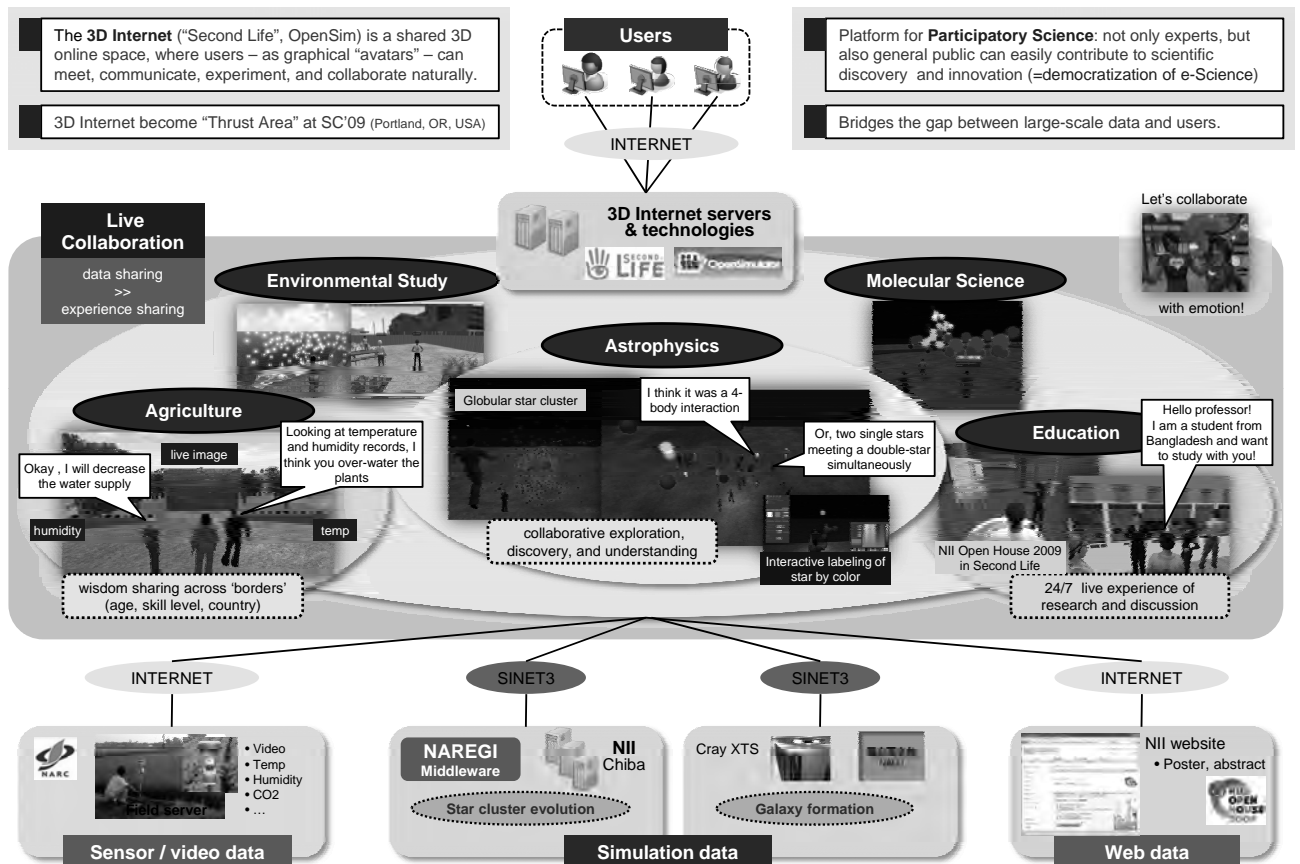 The 3D Internet (“Second Life”, OpenSim) is a shared 3D
online space, where users – as graphical “avatars” – can
meet, communicate, experiment, and collaborate naturally.
3D Internet become “Thrust Area” at SC’09 (Portland, OR, USA)
Users
INTERNET
Platform for Participatory Science: not only experts, but
also general public can easily contribute to scientific
discovery and innovation (=democratization of e-Science)
Bridges the gap between large-scale data and users.
Live
Collaboration
data sharing
>>
experience sharing
3D Internet servers
& technologies
SECOND
LIFE
OpenSimulator
Let’s collaborate
with emotion!
Environmental Study
Molecular Science
Astrophysics
Globular star cluster
I think it was a 4-
body interaction
Or, two single stars
meeting a double-star
simultaneously
collaborative exploration,
discovery, and understanding
Interactive labeling of
star by color
Agriculture
live image
Okay , I will decrease
the water supply
Looking at temperature
and humidity records, I
think you over-water the
plants
humidity
temp
wisdom sharing across ‘borders’
(age, skill level, country)
Education
Hello professor!
I am a student from
Bangladesh and want
to study with you!
NII Open House 2009
in Second Life
24/7 live experience of
research and discussion
INTERNET
SINET3
SINET3
INTERNET
NARC
Field server
• Video
• Temp
• Humidity
• CO2
• …
Sensor / video data
NAREGI
Middleware
NII
Chiba
Star cluster evolution
Cray XTS
Galaxy formation
Simulation data
NII website
• Poster, abstract
NII
OPEN
HOUSE
Web data